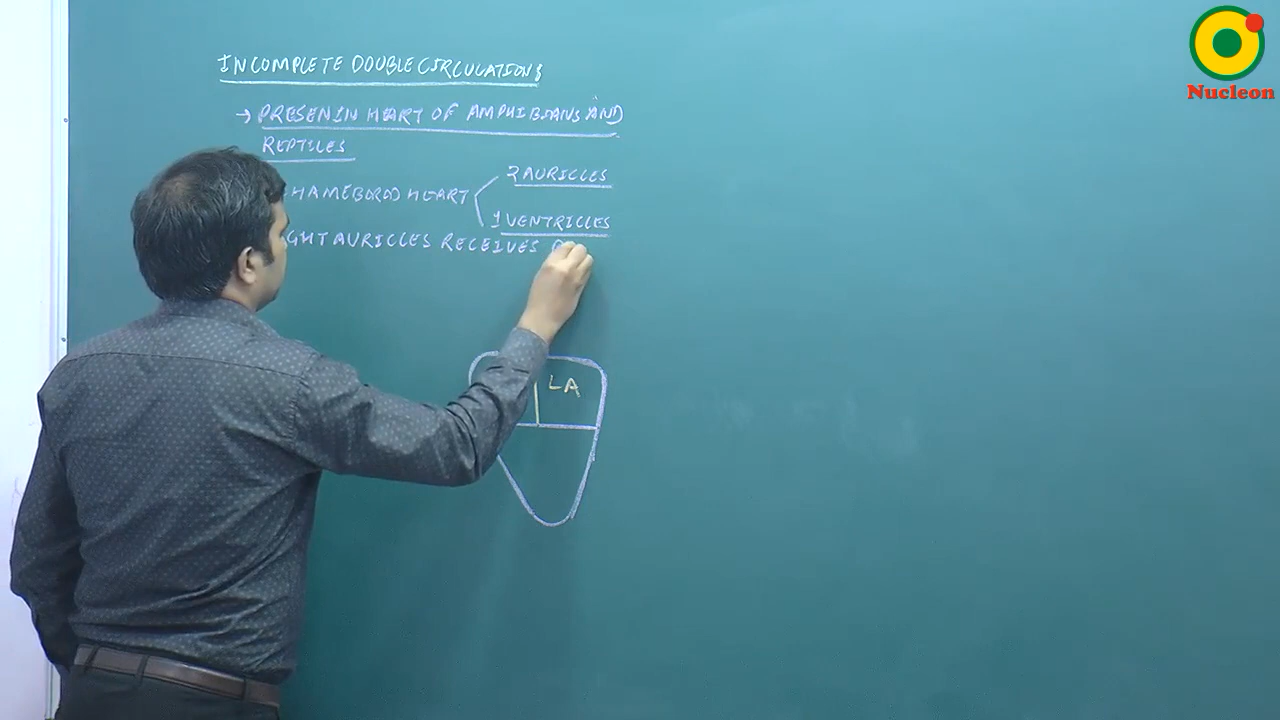 INCOMPLETE DOUBLE CIRCULATIONS
→ PRESENIN HEART OF AMPHIBIANS AND
REPTILES
HAMEBORD HEART
2 AURICLES
1 VENTRICLES
GHT AURICLES RECEIVES
LA
Nucleon